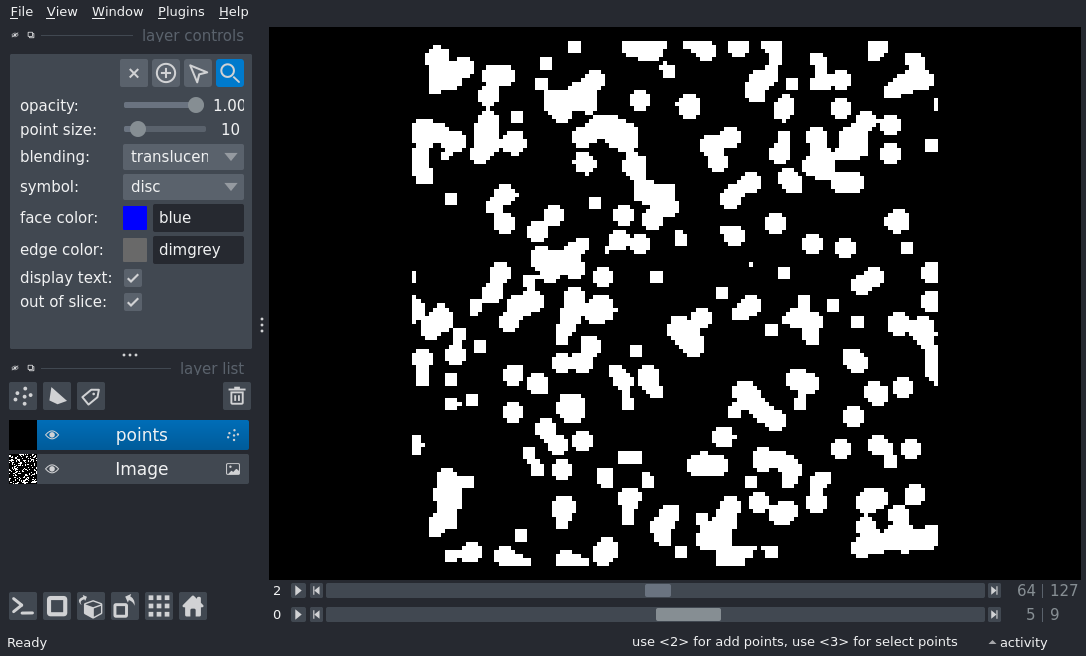 File View Window Plugins Help
layer controls
opacity: 1.00
point size: 10
blending: translucen
symbol: disc
face color: blue
edge color: dimgrey
display text:
out of slice:
layer list
points
Image
2 64 127
0 5 9
Ready use <2> for add points, use <3> for select points activity